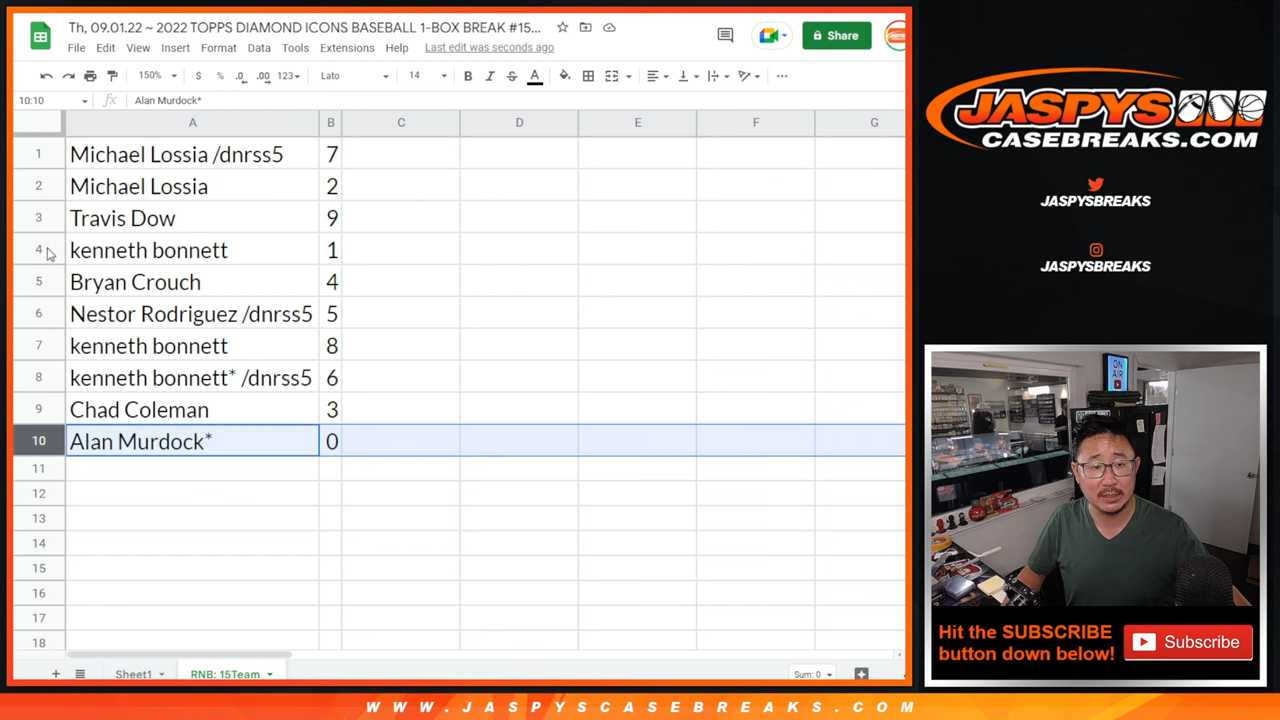 Th, 09.01.22 ~ 2022 TOPPS DIAMOND ICONS BASEBALL 1-BOX BREAK #15...
File Edit View Insert Format Data Tools Extensions Help Last edit was seconds ago
Share
150% $ % .0 .00 123 Lato 14 B I S A
10:10 fx Alan Murdock*
A B C D E F G
1 Michael Lossia /dnrss5 7
2 Michael Lossia 2
3 Travis Dow 9
4 kenneth bonnett 1
5 Bryan Crouch 4
6 Nestor Rodriguez /dnrss5 5
7 kenneth bonnett 8
8 kenneth bonnett* /dnrss5 6
9 Chad Coleman 3
10 Alan Murdock* 0
11
12
13
14
15
16
17
18
+ Sheet1 RNB: 15Team Sum: 0
JASPYS
CASEBREAKS.COM
JASPYSBREAKS
JASPYSBREAKS
ON
AIR
Hit the SUBSCRIBE
button down below!
Subscribe
WWW.JASPYSCASEBREAKS.COM